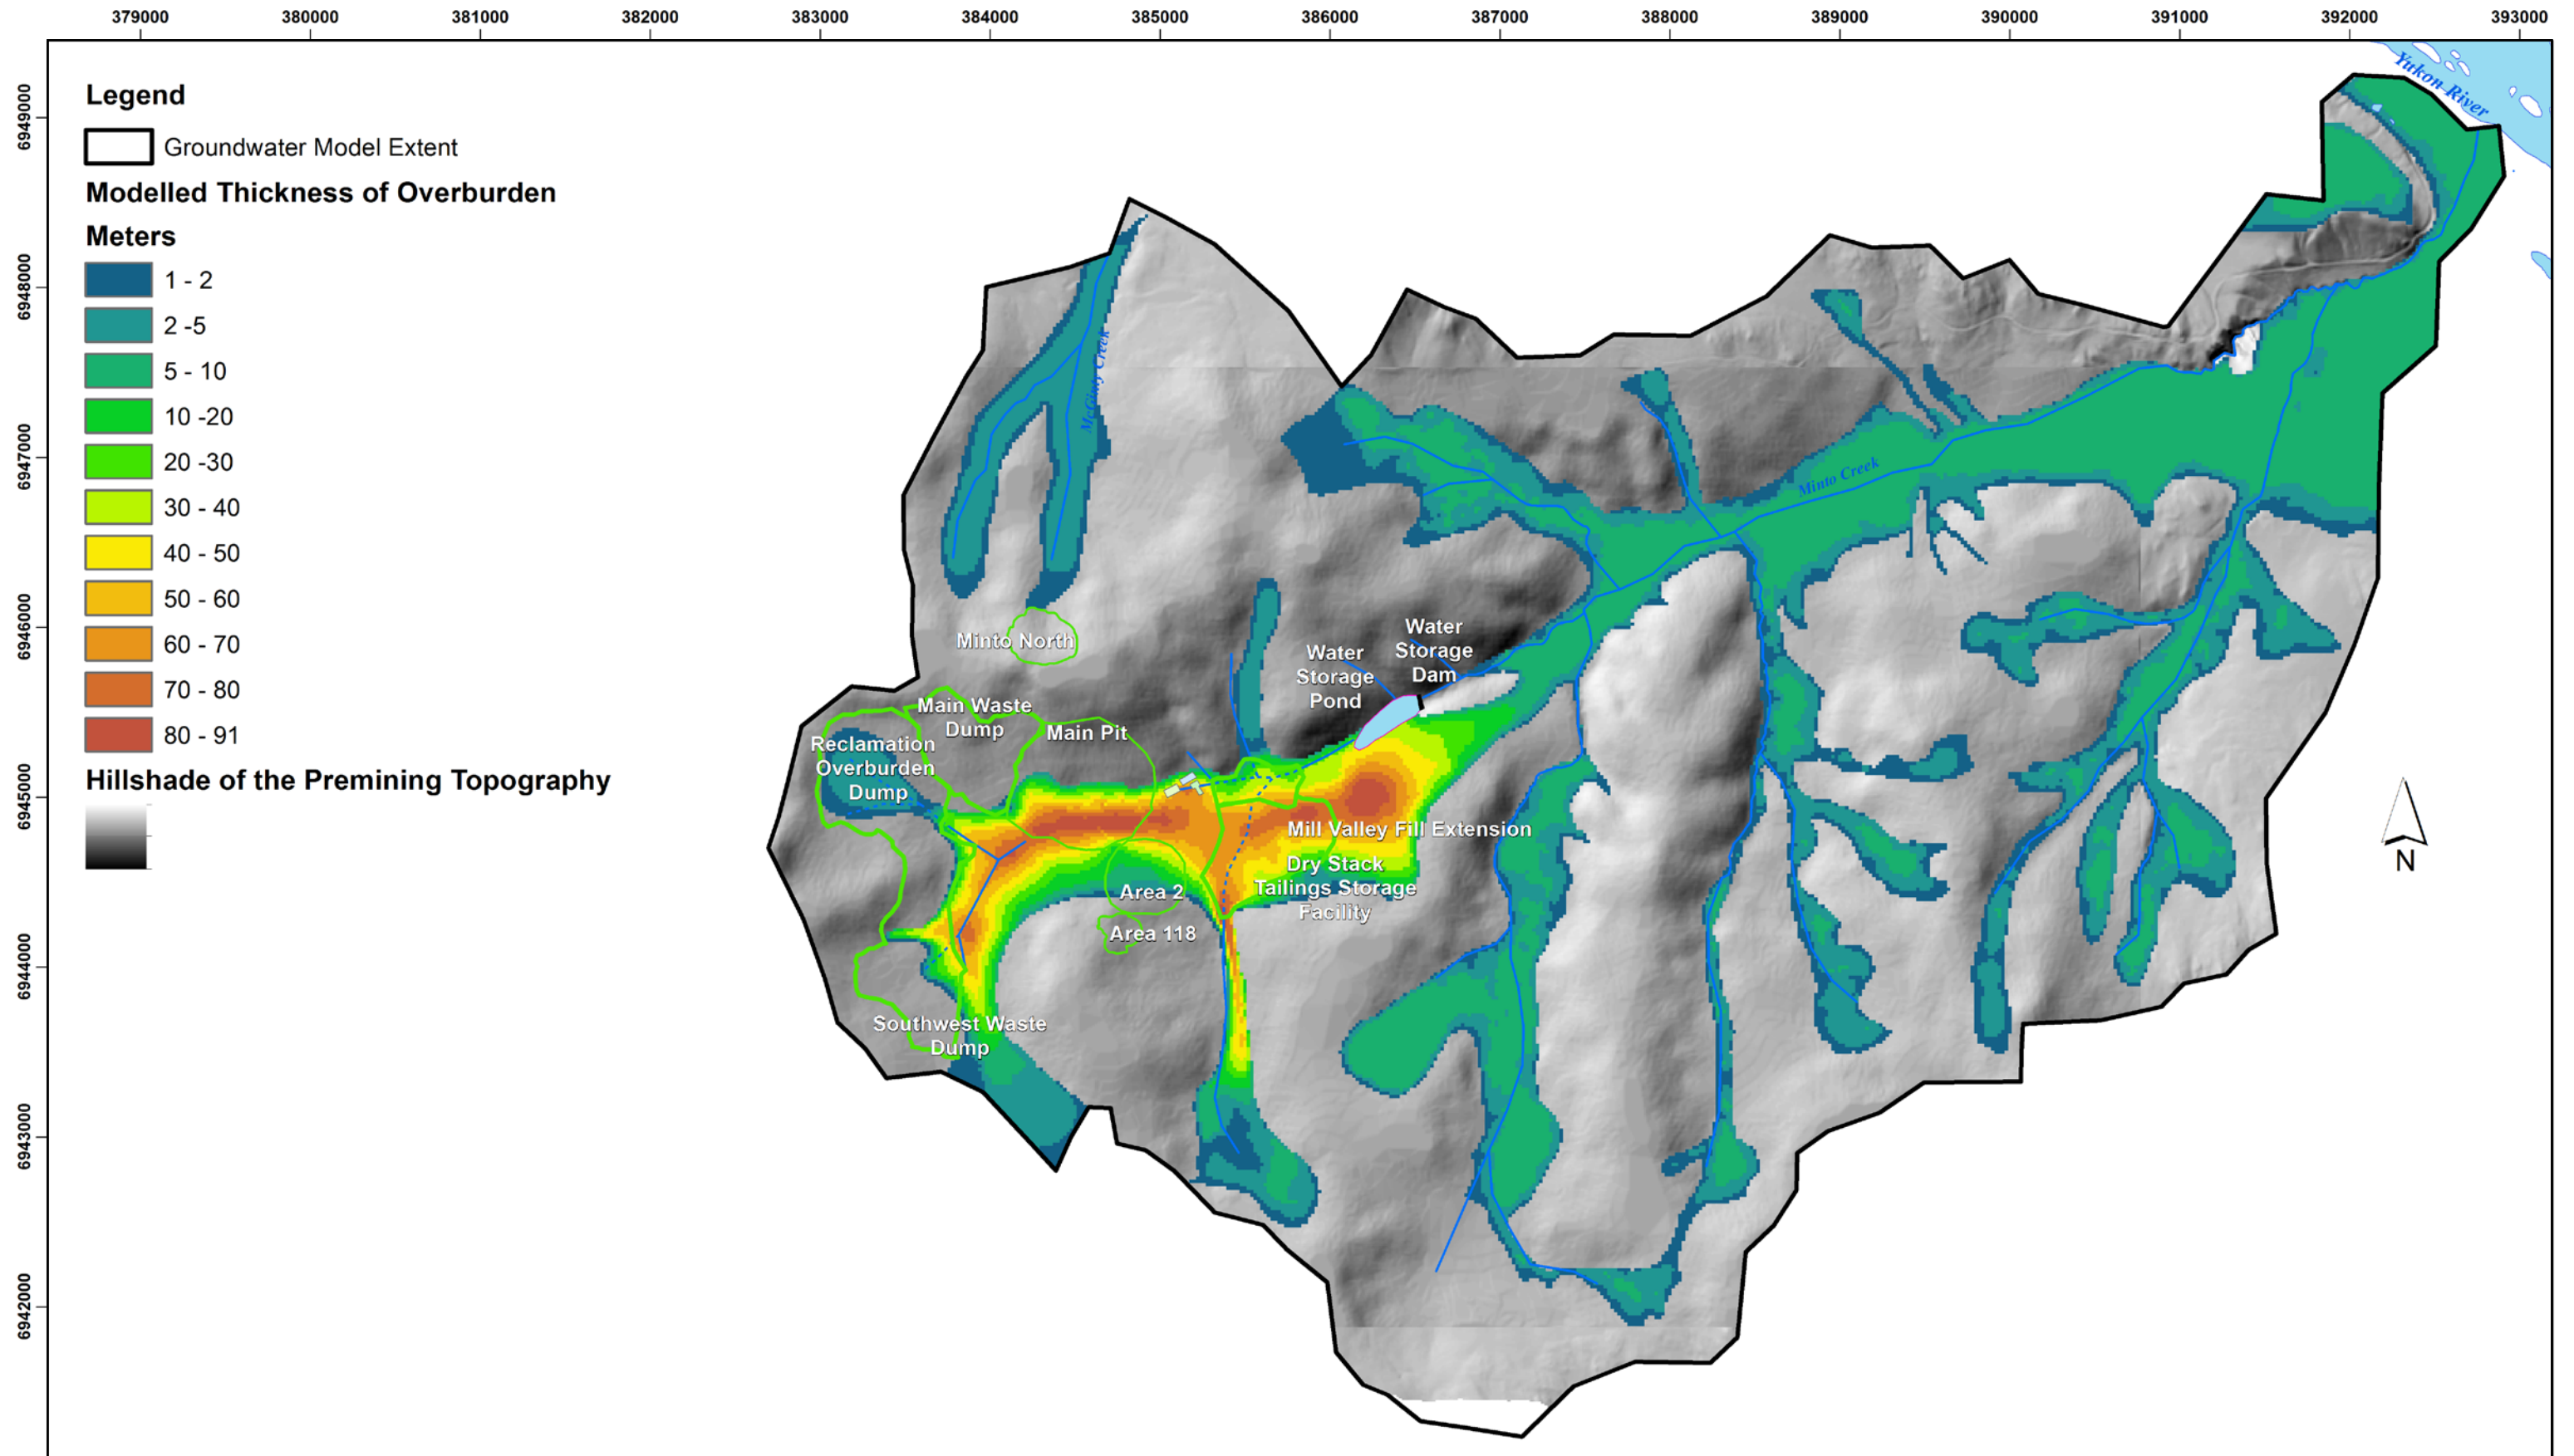 379000 380000 381000 382000 383000 384000 385000 386000 387000 388000 389000 390000 391000 392000 393000
6949000
6948000
6947000
6946000
6945000
6944000
6943000
6942000
Legend
Groundwater Model Extent
Modelled Thickness of Overburden
Meters
1 - 2
2 -5
5 - 10
10 -20
20 -30
30 - 40
40 - 50
50 - 60
60 - 70
70 - 80
80 - 91
Hillshade of the Premining Topography
Yukon River
McGinty Creek
Minto Creek
Minto North
Water
Storage
Dam
Water
Storage
Pond
Main Waste
Dump
Main Pit
Reclamation
Overburden
Dump
Mill Valley Fill Extension
Dry Stack
Tailings Storage
Facility
Area 2
Area 118
Southwest Waste
Dump
N